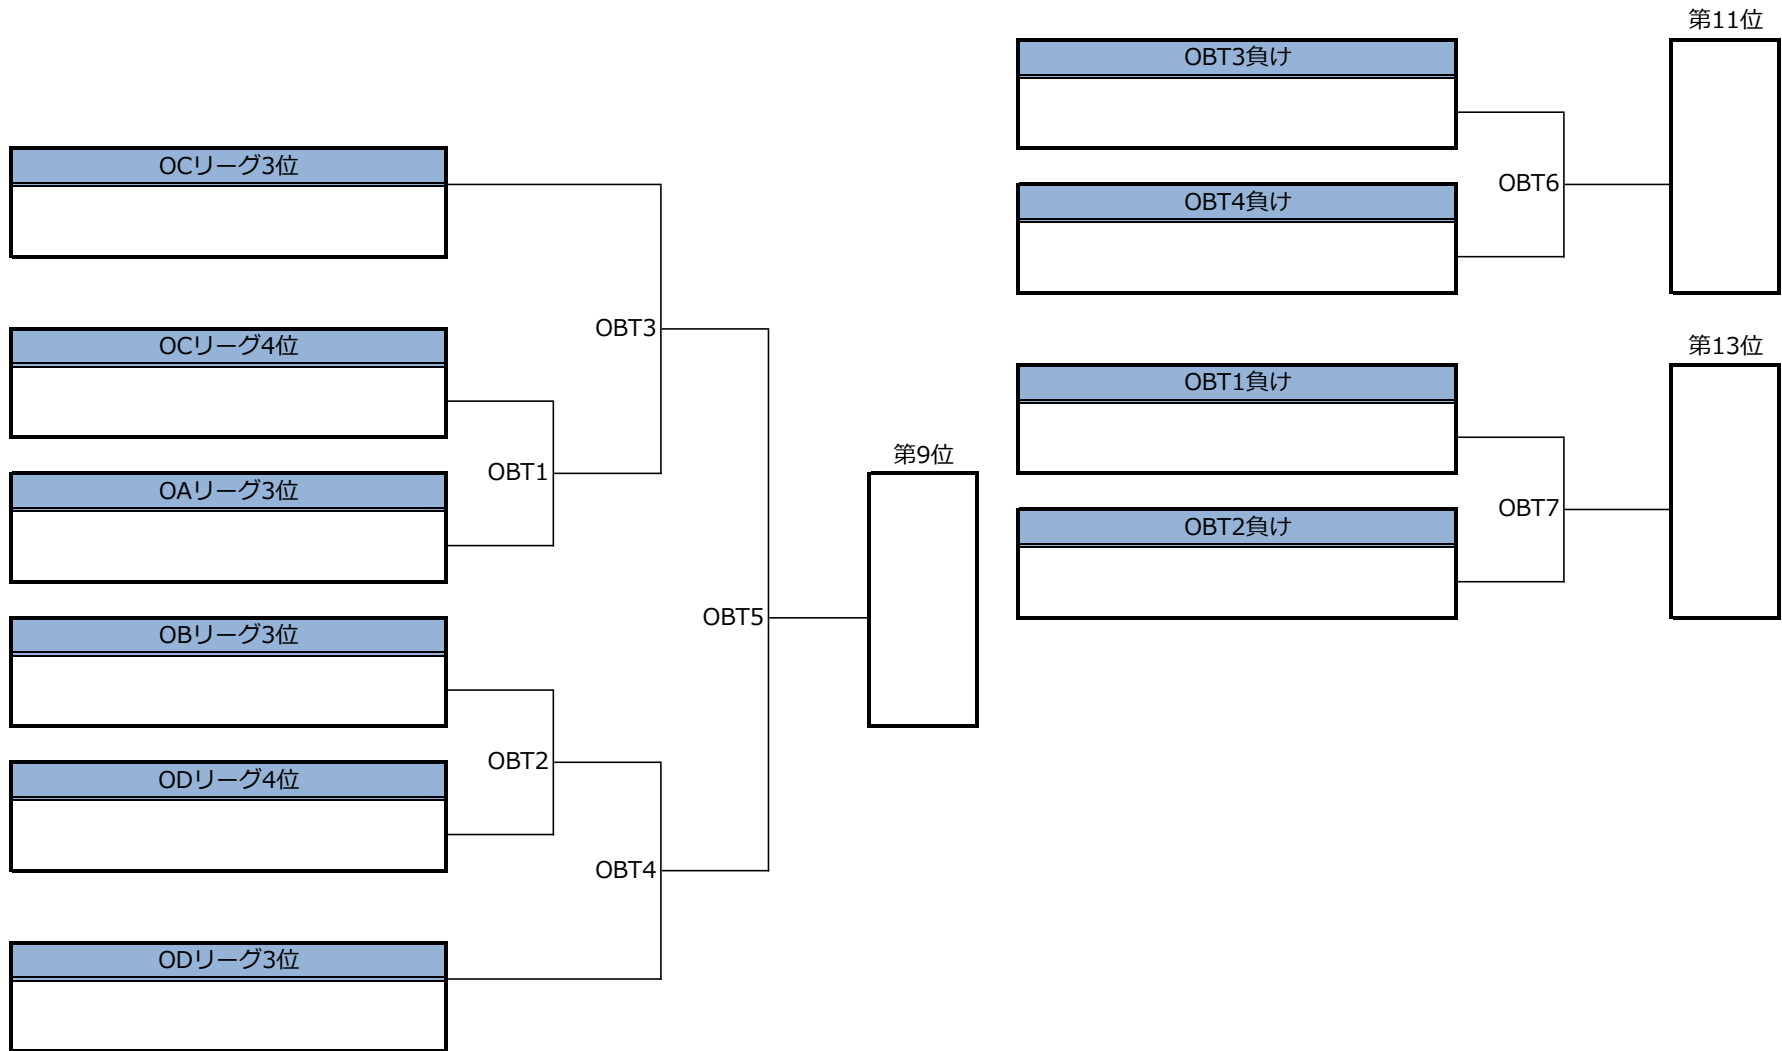 OCリーグ3位
OCリーグ4位
OBT3
OAリーグ3位
OBT1
第9位
OBリーグ3位
OBT5
ODリーグ4位
OBT2
OBT4
ODリーグ3位
第11位
OBT3負け
OBT4負け
OBT6
第13位
OBT1負け
OBT2負け
OBT7